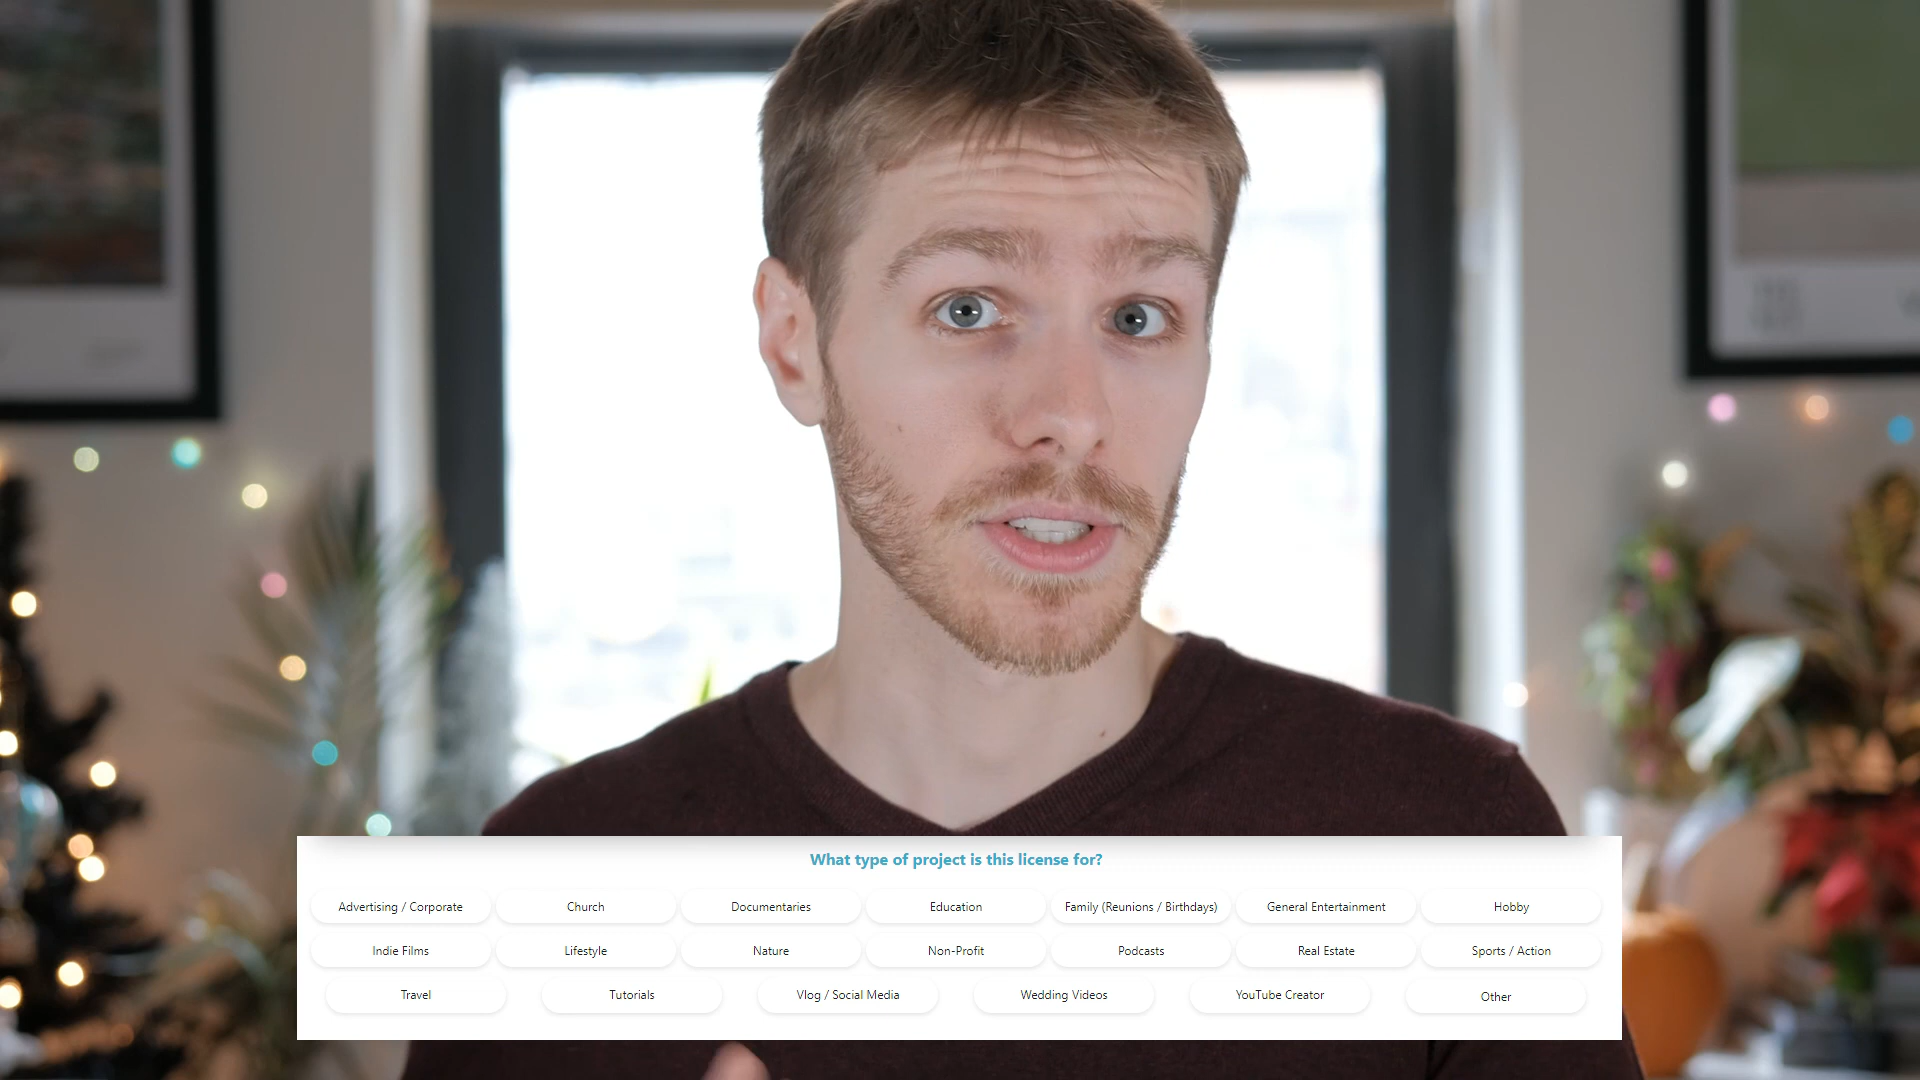 What type of project is this license for?
Advertising / Corporate Church Documentaries Education Family (Reunions / Birthdays) General Entertainment Hobby
Indie Films Lifestyle Nature Non-Profit Podcasts Real Estate Sports / Action
Travel Tutorials Vlog / Social Media Wedding Videos YouTube Creator Other